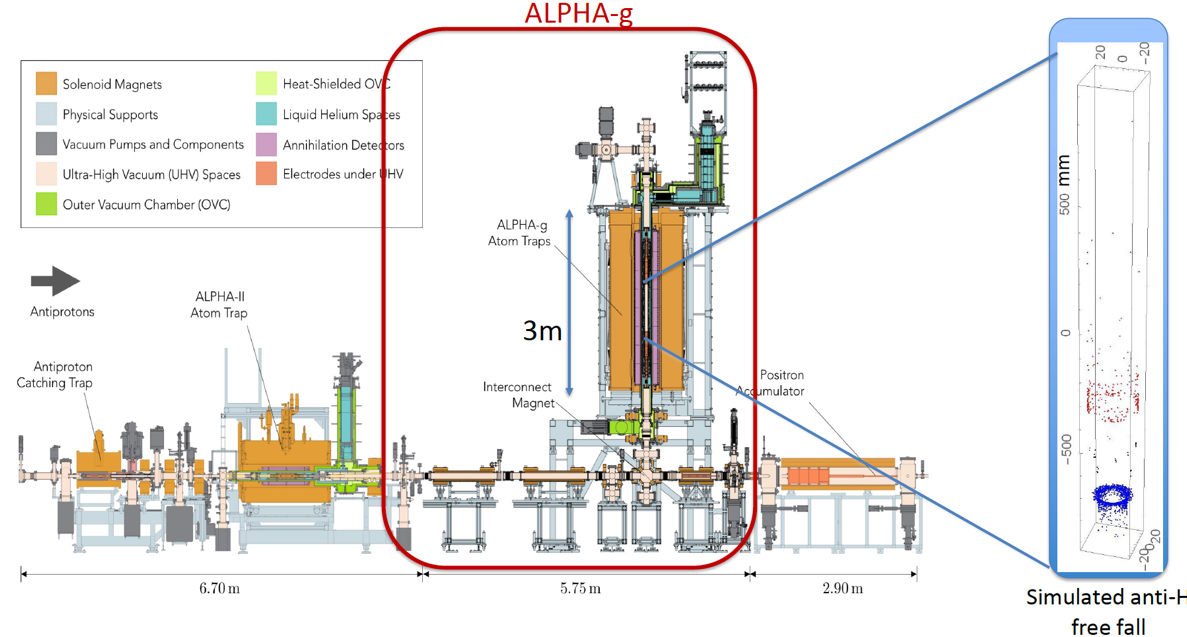 ALPHA-g
Solenoid Magnets
Physical Supports
Vacuum Pumps and Components
Ultra-High Vacuum (UHV) Spaces
Outer Vacuum Chamber (OVC)
Heat-Shielded OVC
Liquid Helium Spaces
Annihilation Detectors
Electrodes under UHV
Antiprotons
Antiproton
Catching Trap
ALPHA-II
Atom Trap
ALPHA-g
Atom Traps
3m
Interconnect
Magnet
Positron
Accumulator
6.70 m
5.75 m
2.90 m
20
0
−20
500 mm
0
−500
−20
0
20
Simulated anti-H
free fall